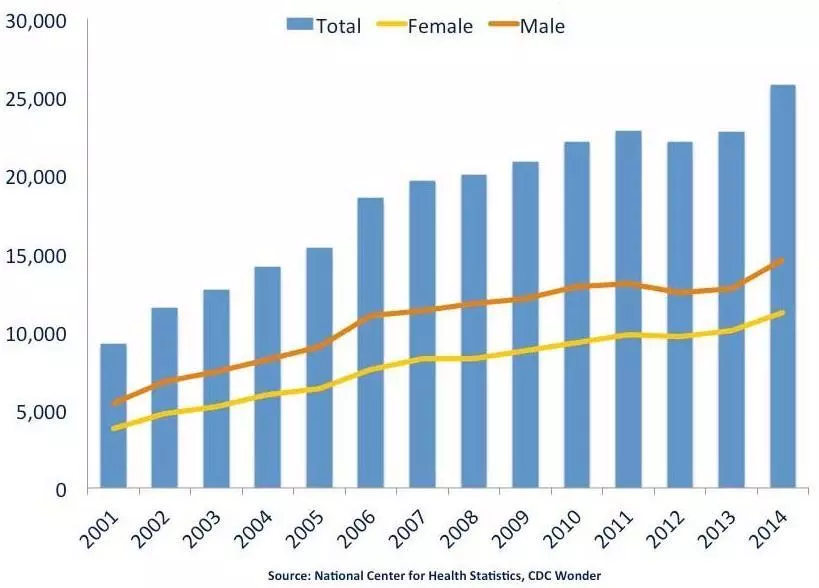 30,000
Total Female Male
25,000
20,000
15,000
10,000
5,000
0
2001 2002 2003 2004 2005 2006 2007 2008 2009 2010 2011 2012 2013 2014
Source: National Center for Health Statistics, CDC Wonder